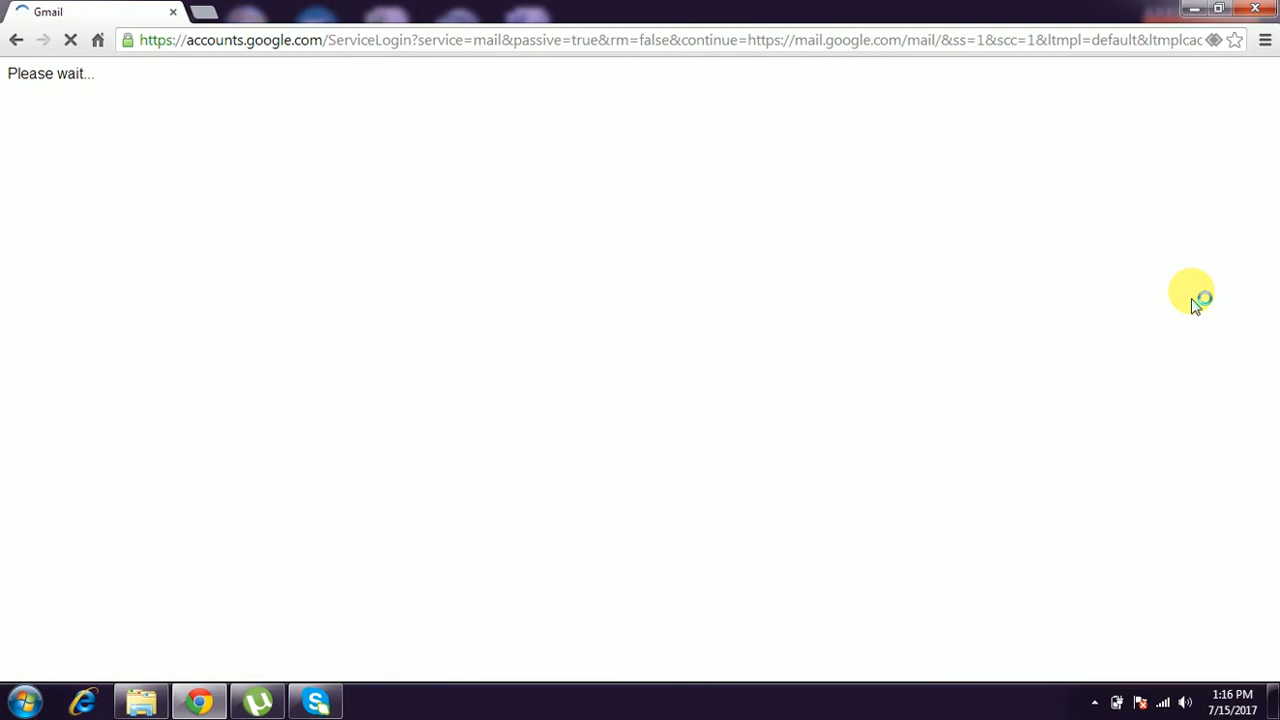 Gmail
https://accounts.google.com/ServiceLogin?service=mail&passive=true&rm=false&continue=https://mail.google.com/mail/&ss=1&scc=1&ltmpl=default&ltmplcac
Please wait...
1:16 PM
7/15/2017